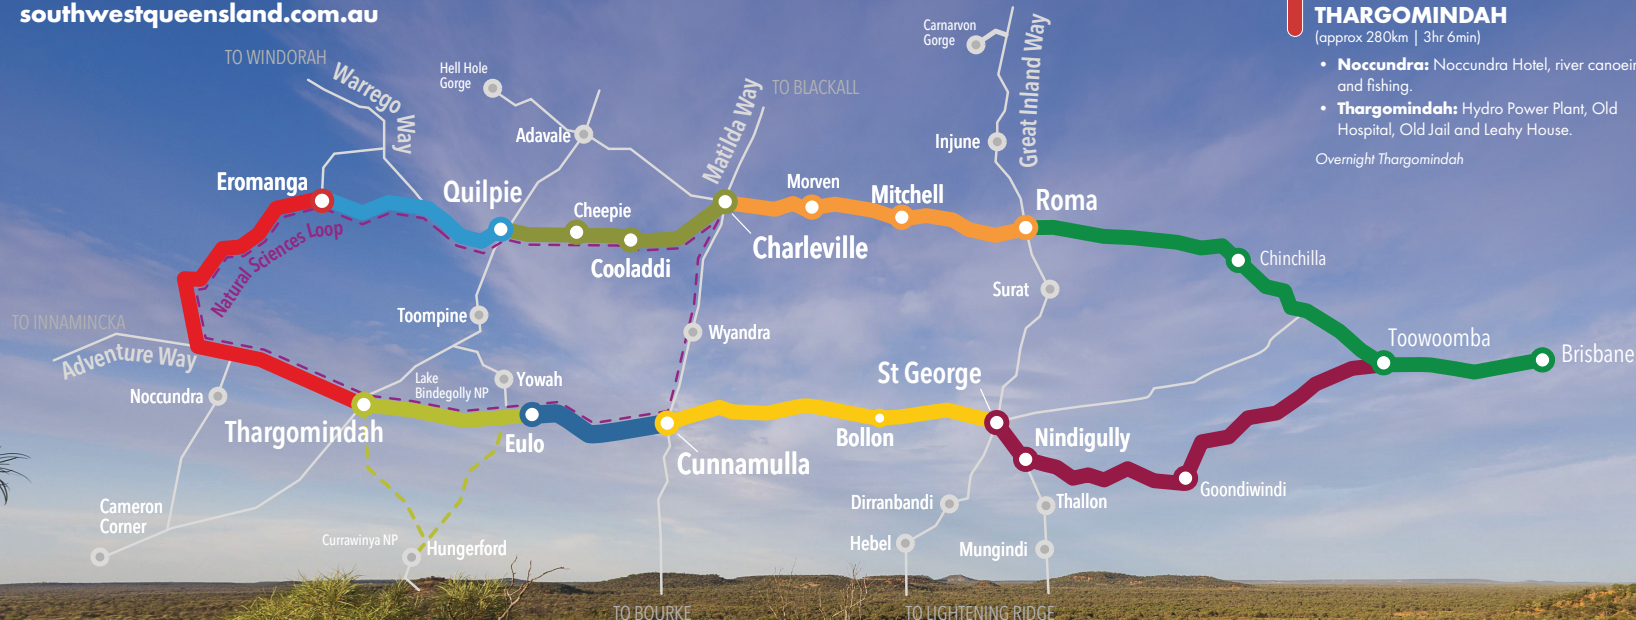 southwestqueensland.com.au
THARGOMINDAH
(approx 280km | 3hr 6min)
• Noccundra: Noccundra Hotel, river canoein
and fishing.
• Thargomindah: Hydro Power Plant, Old
Hospital, Old Jail and Leahy House.
Overnight Thargomindah
TO WINDORAH
Warrego Way
Hell Hole
Gorge
Adavale
Matilda Way
TO BLACKALL
Carnarvon
Gorge
Great Inland Way
Injune
Eromanga
Quilpie
Cheepie
Cooladdi
Morven
Mitchell
Roma
Charleville
Chinchilla
Natural Sciences Loop
Toompine
Surat
TO INNAMINCKA
Adventure Way
Wyandra
Toowoomba
Brisbane
Noccundra
Lake
Bindegolly NP
Yowah
St George
Thargomindah
Eulo
Cunnamulla
Bollon
Nindigully
Goondiwindi
Cameron
Corner
Currawinya NP
Hungerford
Dirranbandi
Thallon
Hebel
Mungindi
TO BOURKE
TO LIGHTENING RIDGE